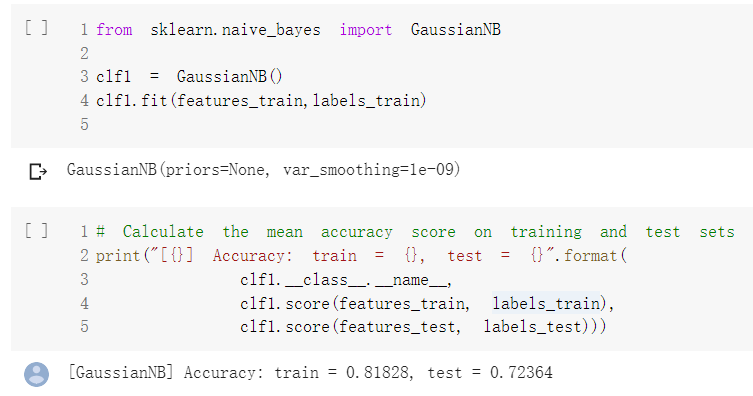 [ ] 1 from sklearn.naive_bayes import GaussianNB
2
3 clf1 = GaussianNB()
4 clf1.fit(features_train, labels_train)
5
GaussianNB(priors=None, var_smoothing=1e-09)
[ ] 1 # Calculate the mean accuracy score on training and test sets
2 print("[{}] Accuracy: train = {}, test = {}".format(
3 clf1.__class__.__name__,
4 clf1.score(features_train, labels_train),
5 clf1.score(features_test, labels_test)))
[GaussianNB] Accuracy: train = 0.81828, test = 0.72364